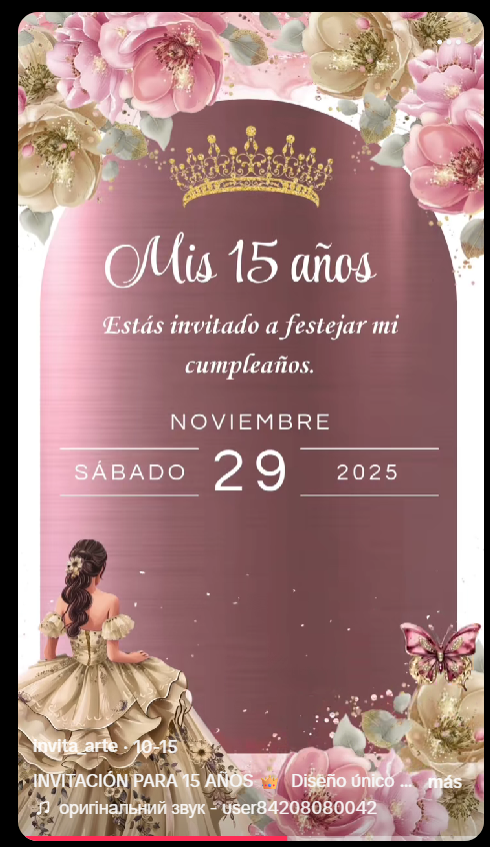 Mis 15 años
Estás invitado a festejar mi
cumpleaños.
NOVIEMBRE
SÁBADO 29 2025
invita_arte · 10-15
INVITACIÓN PARA 15 AÑOS 👸 Diseño único ... más
♫ оригінальний звук - user84208080042